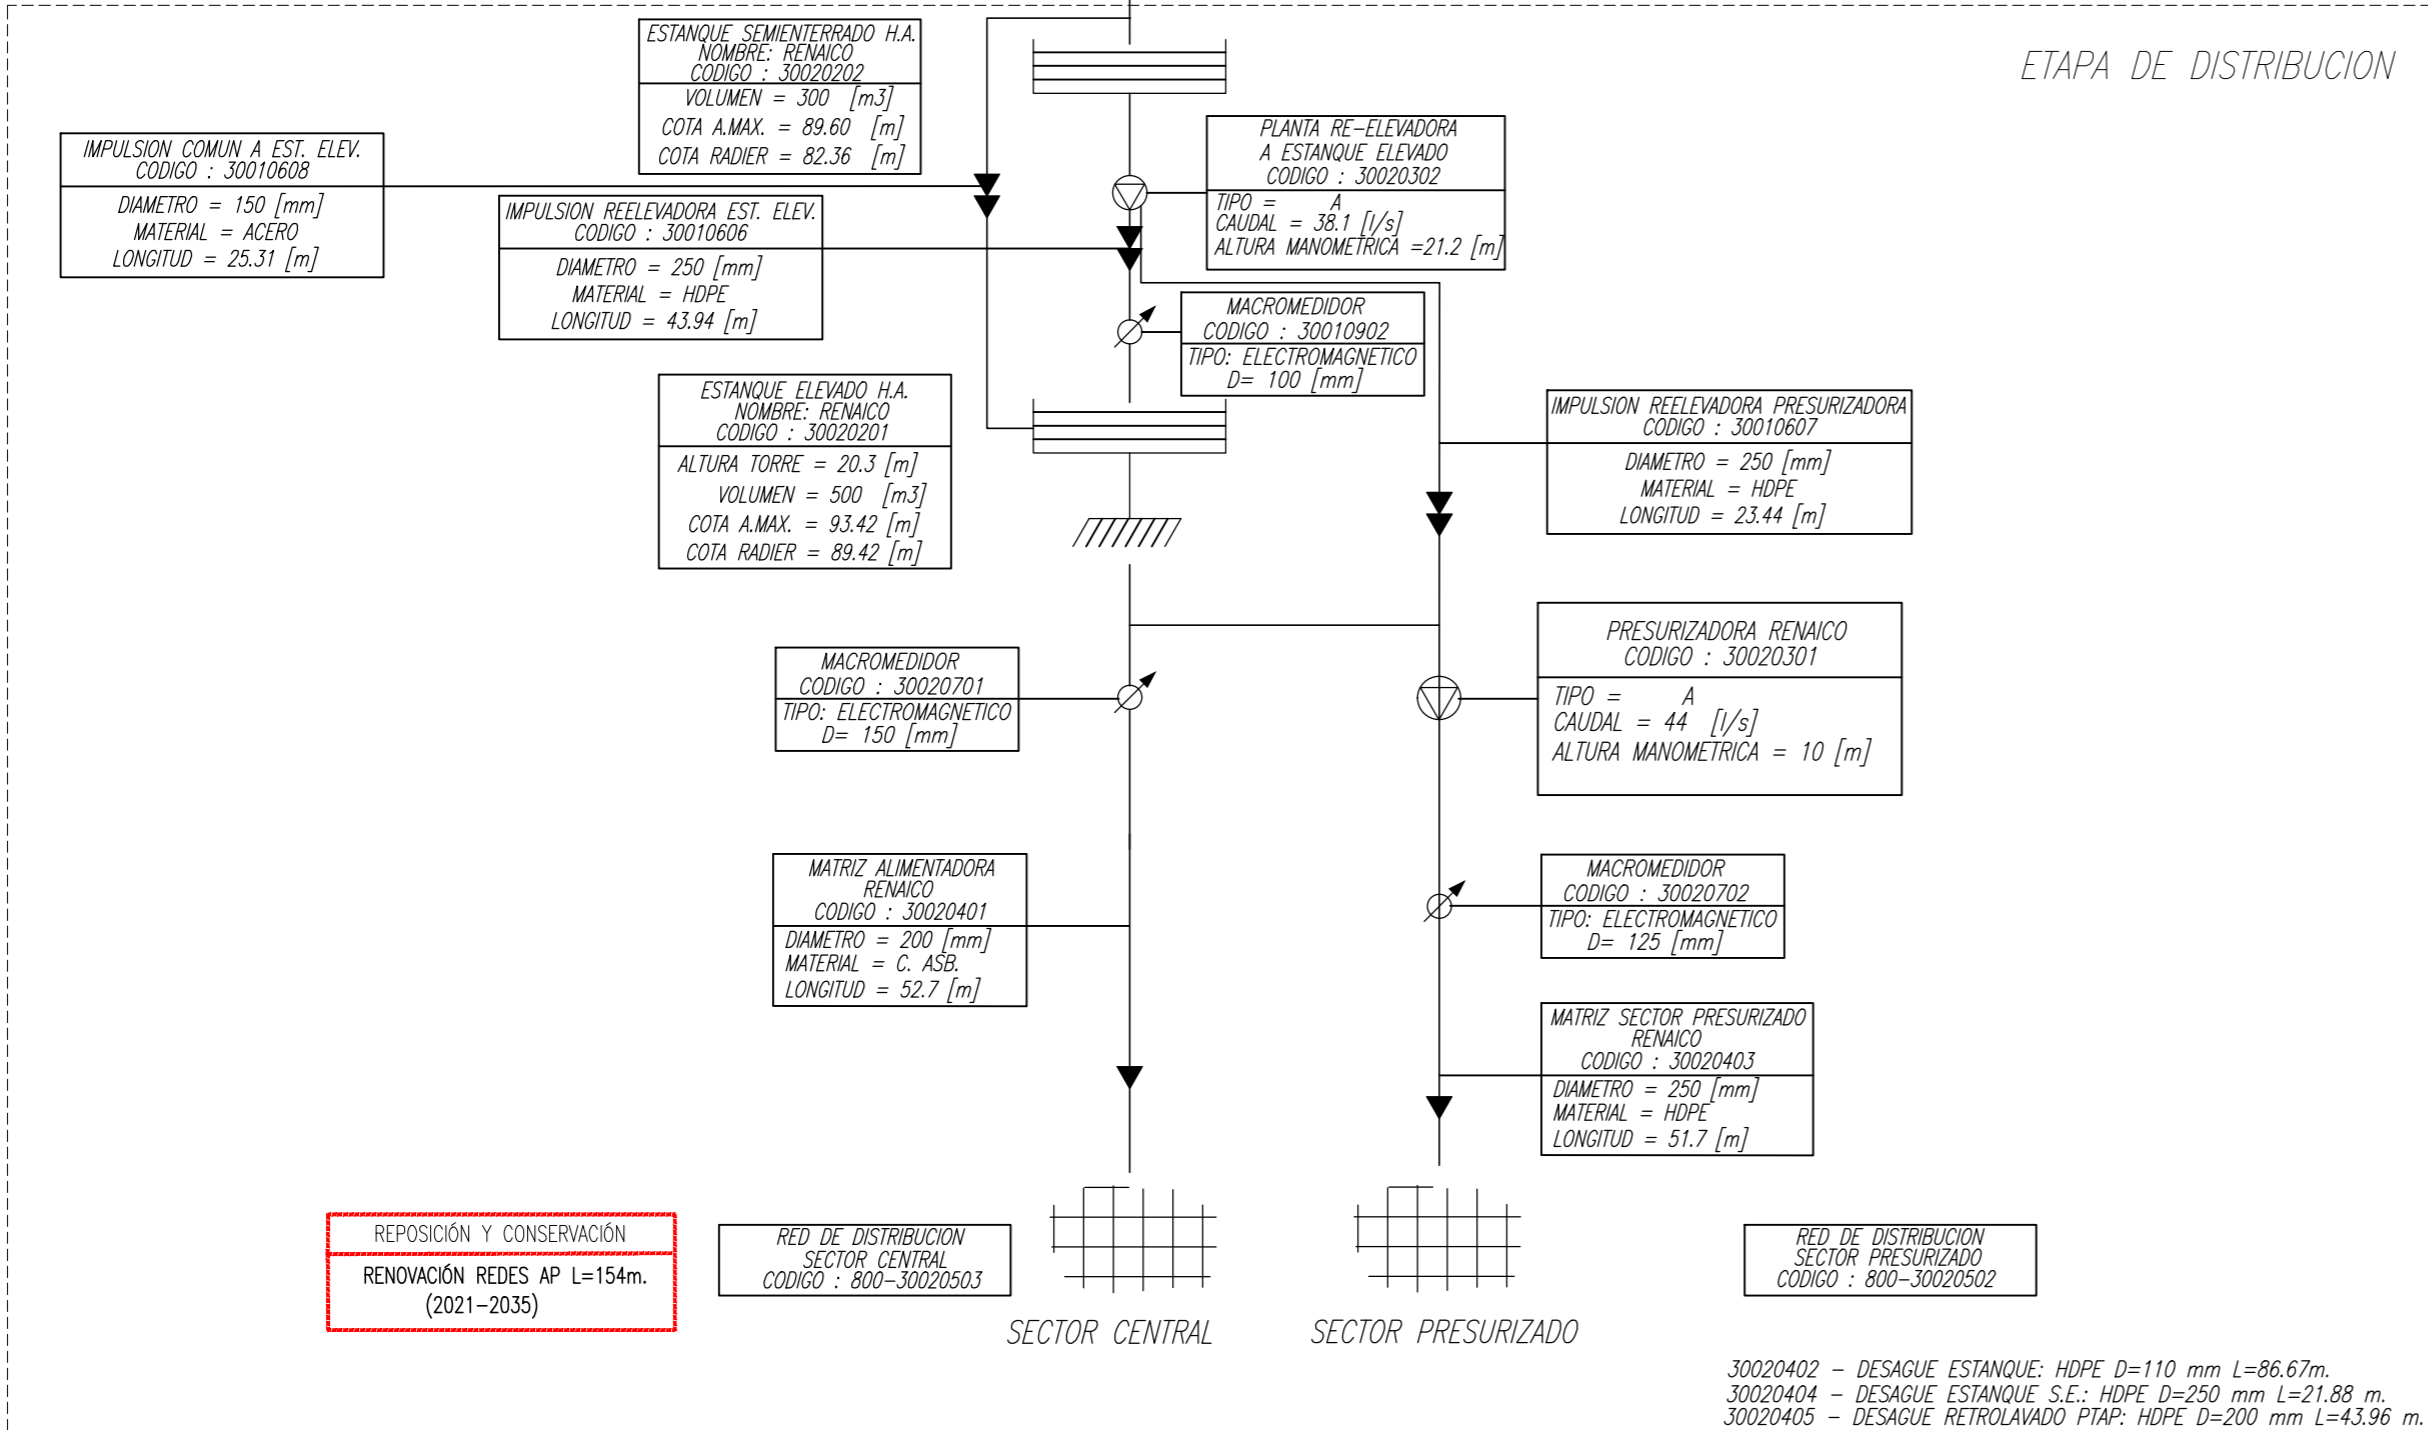 ETAPA DE DISTRIBUCION
ESTANQUE SEMIENTERRADO H.A.
NOMBRE: RENAICO
CODIGO : 30020202
VOLUMEN = 300 [m3]
COTA A.MAX. = 89.60 [m]
COTA RADIER = 82.36 [m]
PLANTA RE-ELEVADORA
A ESTANQUE ELEVADO
CODIGO : 30020302
TIPO = A
CAUDAL = 38.1 [l/s]
ALTURA MANOMETRICA =21.2 [m]
IMPULSION COMUN A EST. ELEV.
CODIGO : 30010608
DIAMETRO = 150 [mm]
MATERIAL = ACERO
LONGITUD = 25.31 [m]
IMPULSION REELEVADORA EST. ELEV.
CODIGO : 30010606
DIAMETRO = 250 [mm]
MATERIAL = HDPE
LONGITUD = 43.94 [m]
MACROMEDIDOR
CODIGO : 30010902
TIPO: ELECTROMAGNETICO
D= 100 [mm]
ESTANQUE ELEVADO H.A.
NOMBRE: RENAICO
CODIGO : 30020201
ALTURA TORRE = 20.3 [m]
VOLUMEN = 500 [m3]
COTA A.MAX. = 93.42 [m]
COTA RADIER = 89.42 [m]
IMPULSION REELEVADORA PRESURIZADORA
CODIGO : 30010607
DIAMETRO = 250 [mm]
MATERIAL = HDPE
LONGITUD = 23.44 [m]
PRESURIZADORA RENAICO
CODIGO : 30020301
TIPO = A
CAUDAL = 44 [l/s]
ALTURA MANOMETRICA = 10 [m]
MACROMEDIDOR
CODIGO : 30020701
TIPO: ELECTROMAGNETICO
D= 150 [mm]
MATRIZ ALIMENTADORA
RENAICO
CODIGO : 30020401
DIAMETRO = 200 [mm]
MATERIAL = C. ASB.
LONGITUD = 52.7 [m]
MACROMEDIDOR
CODIGO : 30020702
TIPO: ELECTROMAGNETICO
D= 125 [mm]
MATRIZ SECTOR PRESURIZADO
RENAICO
CODIGO : 30020403
DIAMETRO = 250 [mm]
MATERIAL = HDPE
LONGITUD = 51.7 [m]
REPOSICIÓN Y CONSERVACIÓN
RENOVACIÓN REDES AP L=154m.
(2021-2035)
RED DE DISTRIBUCION
SECTOR CENTRAL
CODIGO : 800-30020503
SECTOR CENTRAL
SECTOR PRESURIZADO
RED DE DISTRIBUCION
SECTOR PRESURIZADO
CODIGO : 800-30020502
30020402 - DESAGUE ESTANQUE: HDPE D=110 mm L=86.67m.
30020404 - DESAGUE ESTANQUE S.E.: HDPE D=250 mm L=21.88 m.
30020405 - DESAGUE RETROLAVADO PTAP: HDPE D=200 mm L=43.96 m.